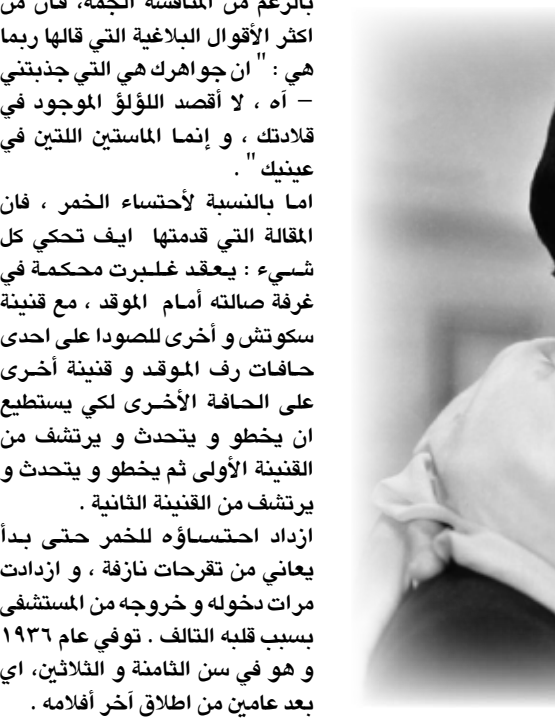 بالرغم من المنافسة الجمة، فان من
اكثر الأقوال البلاغية التي قالها ربما
هي : " ان جواهرك هي التي جذبتني
– آه ، لا أقصد اللؤلؤ الموجود في
قلادتك ، و إنما الماستين اللتين في
عينيك " .
اما بالنسبة لأحتساء الخمر ، فان
المقالة التي قدمتها ايف تحكي كل
شيء : يعقد غلبرت محكمة في
غرفة صالته أمام الموقد ، مع قنينة
سكوتش و أخرى للصودا على احدى
حافات رف الموقد و قنينة أخرى
على الحافة الأخرى لكي يستطيع
ان يخطو و يتحدث و يرتشف من
القنينة الأولى ثم يخطو و يتحدث و
يرتشف من القنينة الثانية .
ازداد احتساؤه للخمر حتى بدأ
يعاني من تقرحات نازفة ، و ازدادت
مرات دخوله و خروجه من المستشفى
بسبب قلبه التالف . توفي عام ١٩٣٦
و هو في سن الثامنة و الثلاثين، اي
بعد عامين من اطلاق آخر أفلامه .